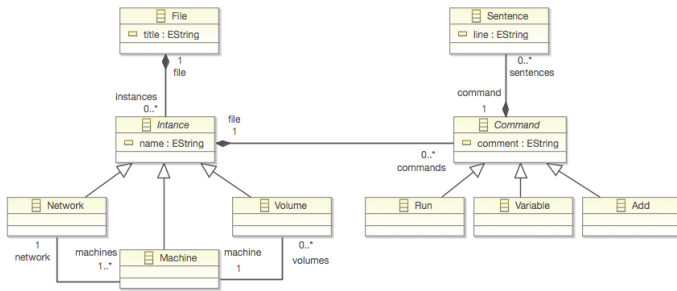 File
title : EString
Sentence
line : EString
1
file
0..*
sentences
instances
0..*
command
1
Intance
name : EString
file
1
Command
comment : EString
0..*
commands
Network
Volume
Run
Variable
Add
1
network
machines
1..*
Machine
machine
1
0..*
volumes